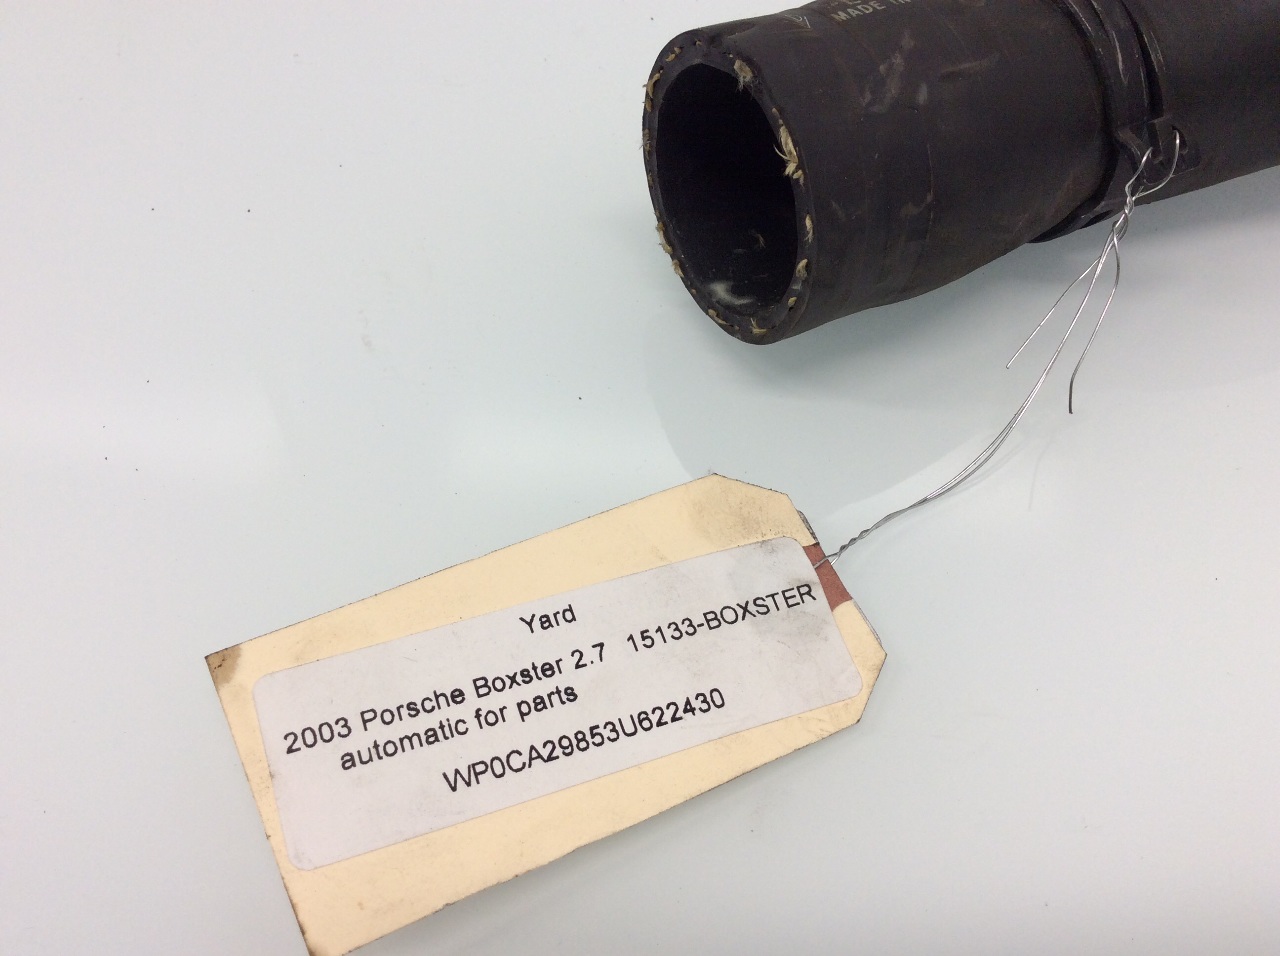 MADE IN
Yard
2003 Porsche Boxster 2.7 15133-BOXSTER
automatic for parts
WP0CA29853U622430